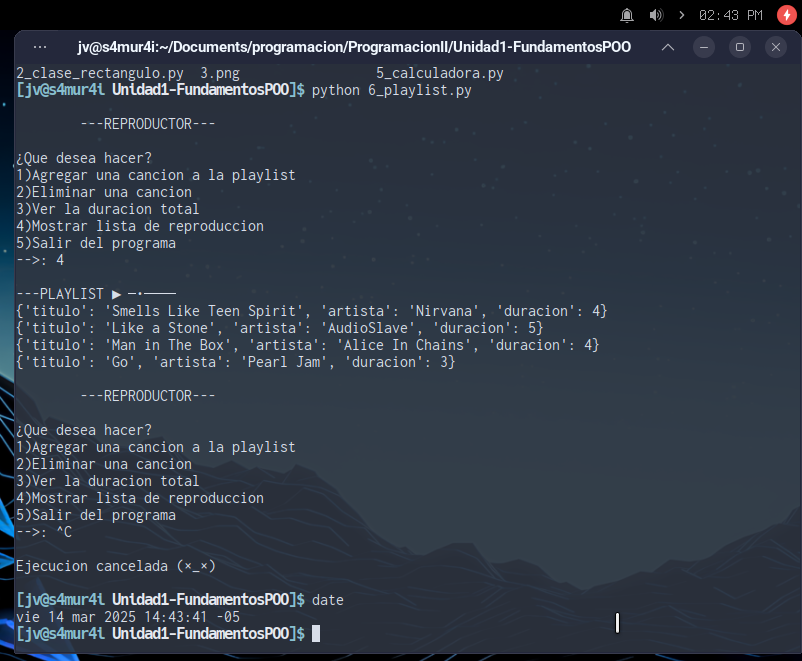 02:43 PM
jv@s4mur4i:~/Documents/programacion/ProgramacionII/Unidad1-FundamentosPOO
2_clase_rectangulo.py  3.png                 5_calculadora.py
[jv@s4mur4i Unidad1-FundamentosPOO]$ python 6_playlist.py
---REPRODUCTOR---
¿Que desea hacer?
1)Agregar una cancion a la playlist
2)Eliminar una cancion
3)Ver la duracion total
4)Mostrar lista de reproduccion
5)Salir del programa
-->: 4
---PLAYLIST ▶ ─·────
{'titulo': 'Smells Like Teen Spirit', 'artista': 'Nirvana', 'duracion': 4}
{'titulo': 'Like a Stone', 'artista': 'AudioSlave', 'duracion': 5}
{'titulo': 'Man in The Box', 'artista': 'Alice In Chains', 'duracion': 4}
{'titulo': 'Go', 'artista': 'Pearl Jam', 'duracion': 3}
---REPRODUCTOR---
¿Que desea hacer?
1)Agregar una cancion a la playlist
2)Eliminar una cancion
3)Ver la duracion total
4)Mostrar lista de reproduccion
5)Salir del programa
-->: ^C
Ejecucion cancelada (×_×)
[jv@s4mur4i Unidad1-FundamentosPOO]$ date
vie 14 mar 2025 14:43:41 -05
[jv@s4mur4i Unidad1-FundamentosPOO]$